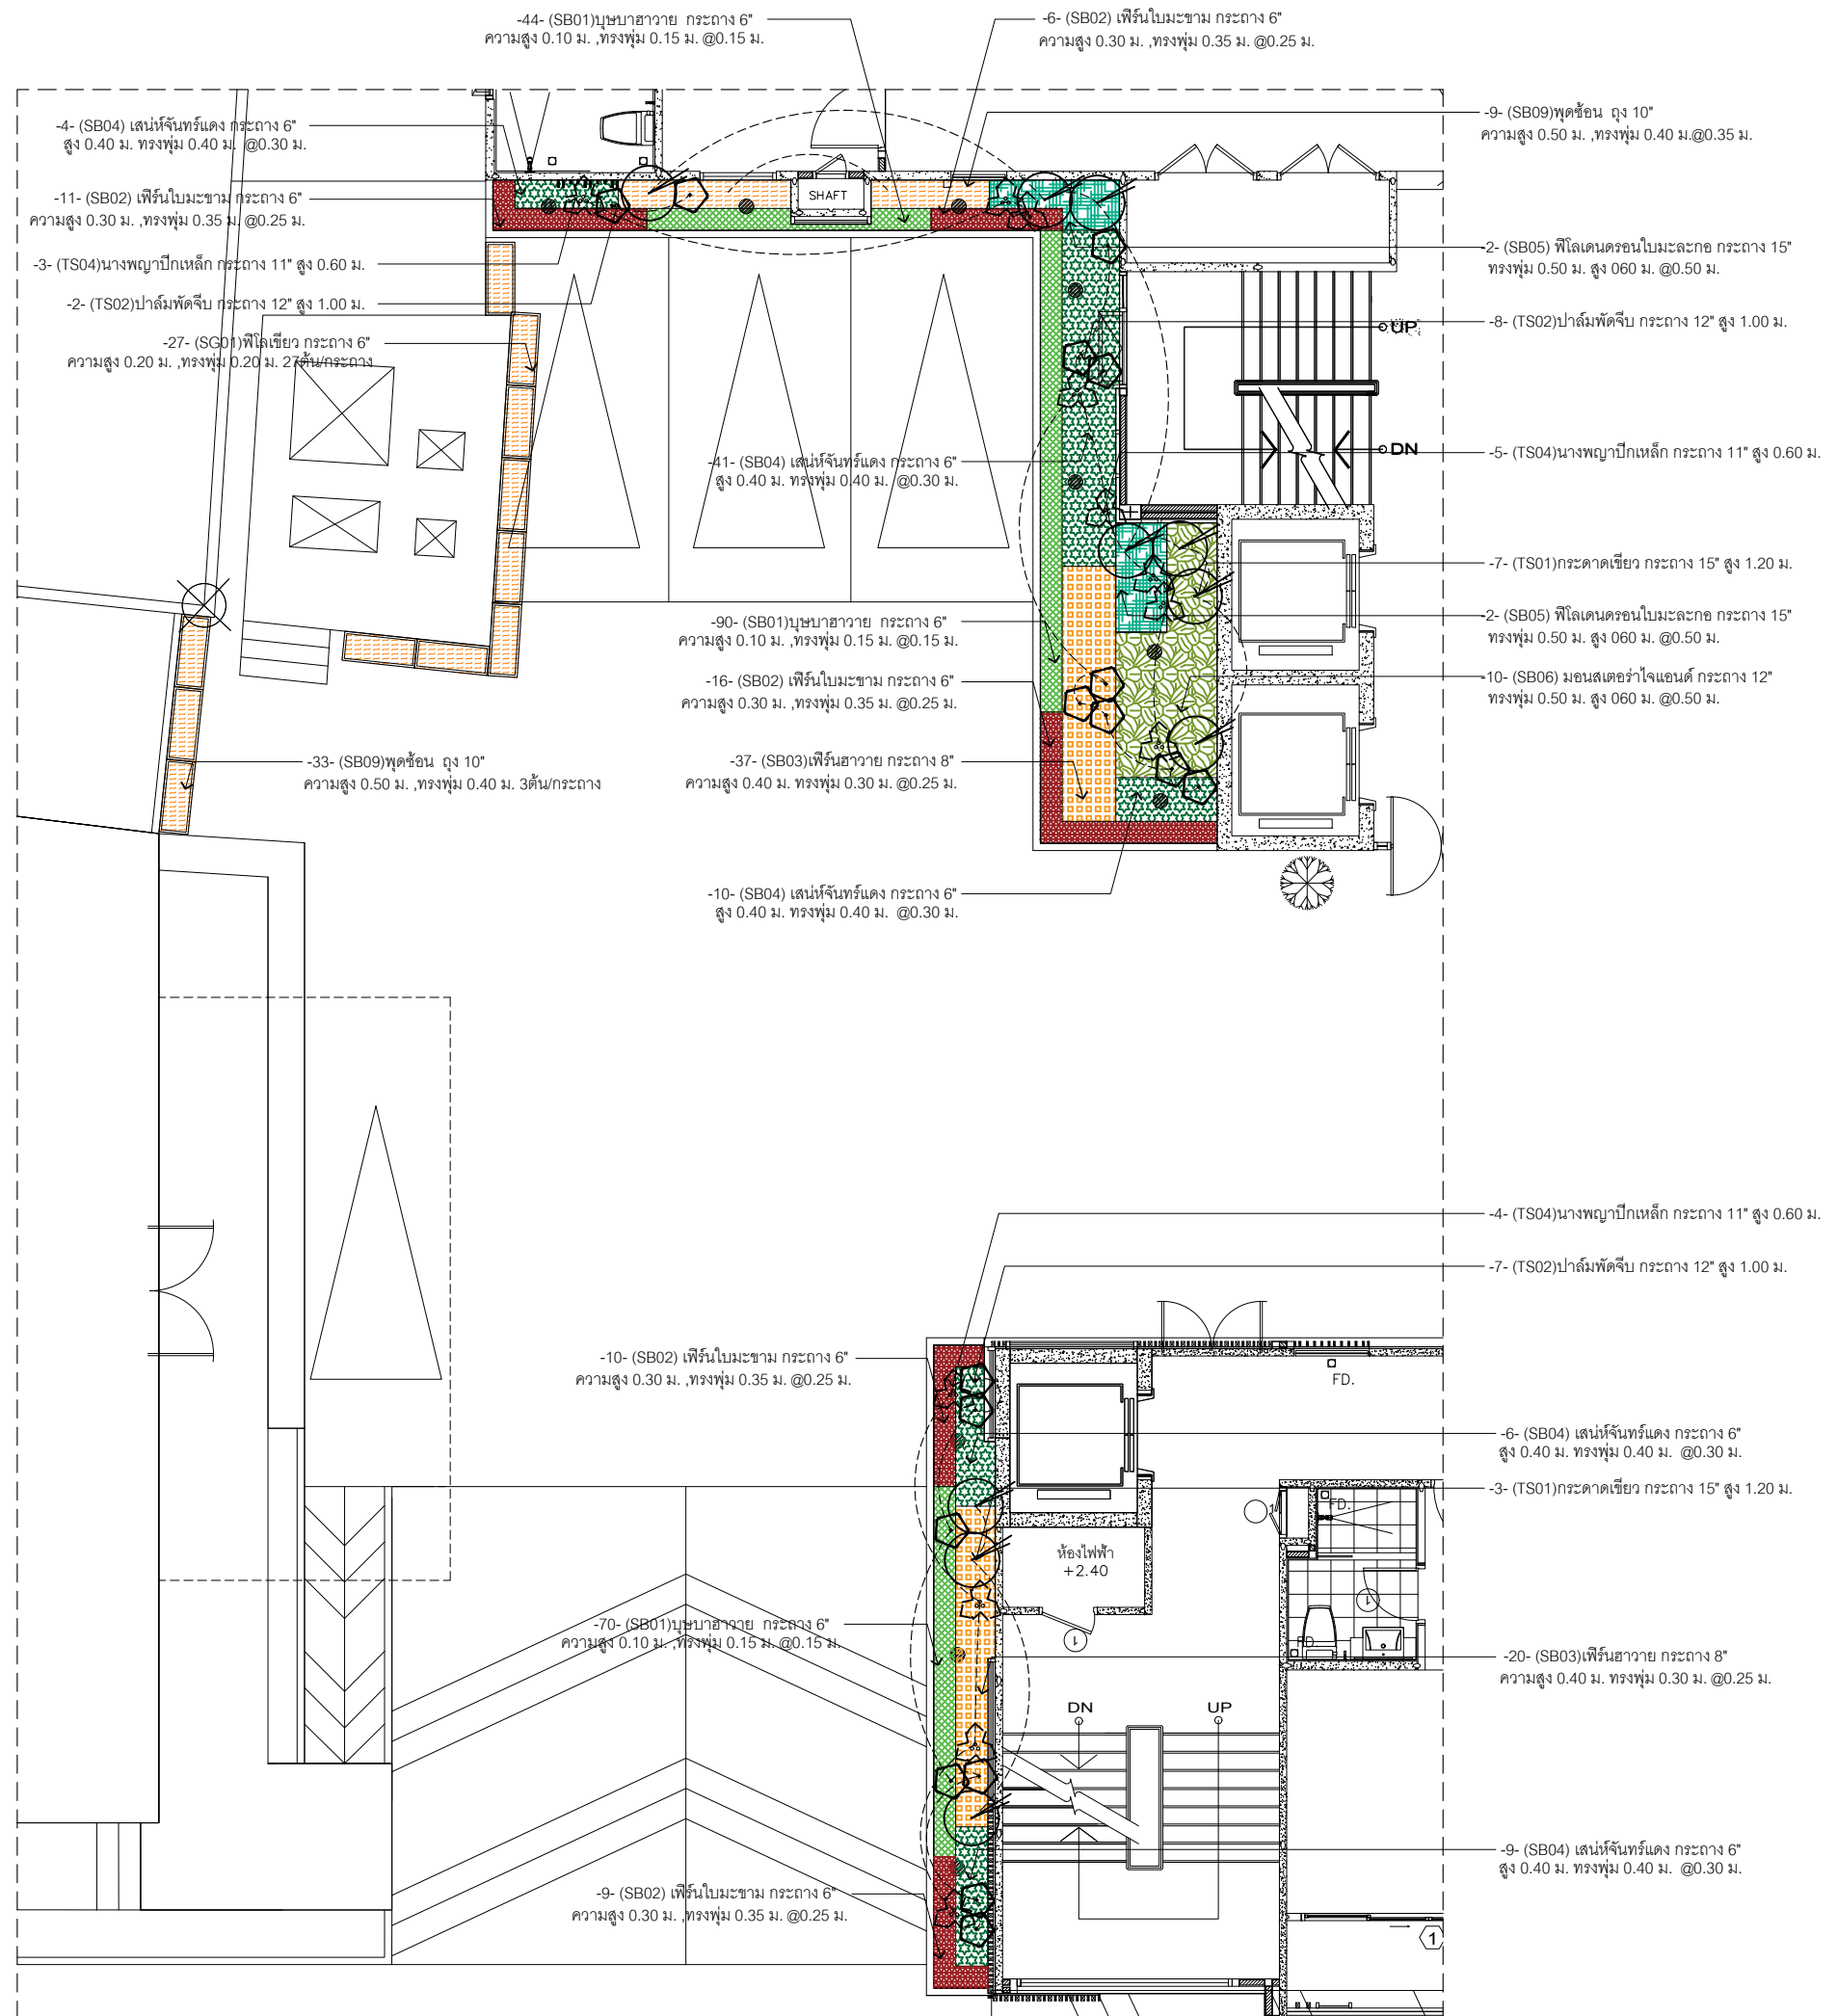 -44- (SB01)บุษบาฮาวาย กระถาง 6"
ความสูง 0.10 ม. ,ทรงพุ่ม 0.15 ม. @0.15 ม.
-6- (SB02) เฟิร์นใบมะขาม กระถาง 6"
ความสูง 0.30 ม. ,ทรงพุ่ม 0.35 ม. @0.25 ม.
-4- (SB04) เสน่ห์จันทร์แดง กระถาง 6"
สูง 0.40 ม. ทรงพุ่ม 0.40 ม. @0.30 ม.
-9- (SB09)พุดซ้อน ถุง 10"
ความสูง 0.50 ม. ,ทรงพุ่ม 0.40 ม.@0.35 ม.
-11- (SB02) เฟิร์นใบมะขาม กระถาง 6"
ความสูง 0.30 ม. ,ทรงพุ่ม 0.35 ม. @0.25 ม.
SHAFT
-3- (TS04)นางพญาปีกเหล็ก กระถาง 11" สูง 0.60 ม.
-2- (SB05) ฟิโลเดนดรอนใบมะละกอ กระถาง 15"
ทรงพุ่ม 0.50 ม. สูง 060 ม. @0.50 ม.
-2- (TS02)ปาล์มพัดจีบ กระถาง 12" สูง 1.00 ม.
-8- (TS02)ปาล์มพัดจีบ กระถาง 12" สูง 1.00 ม.
UP
-27- (SG01)ฟิโลเขียว กระถาง 6"
ความสูง 0.20 ม. ,ทรงพุ่ม 0.20 ม. 27ต้น/กระถาง
DN
-5- (TS04)นางพญาปีกเหล็ก กระถาง 11" สูง 0.60 ม.
-41- (SB04) เสน่ห์จันทร์แดง กระถาง 6"
สูง 0.40 ม. ทรงพุ่ม 0.40 ม. @0.30 ม.
-7- (TS01)กระดาดเขียว กระถาง 15" สูง 1.20 ม.
-2- (SB05) ฟิโลเดนดรอนใบมะละกอ กระถาง 15"
ทรงพุ่ม 0.50 ม. สูง 060 ม. @0.50 ม.
-90- (SB01)บุษบาฮาวาย กระถาง 6"
ความสูง 0.10 ม. ,ทรงพุ่ม 0.15 ม. @0.15 ม.
-16- (SB02) เฟิร์นใบมะขาม กระถาง 6"
ความสูง 0.30 ม. ,ทรงพุ่ม 0.35 ม. @0.25 ม.
-10- (SB06) มอนสเตอร่าไจแอนด์ กระถาง 12"
ทรงพุ่ม 0.50 ม. สูง 060 ม. @0.50 ม.
-33- (SB09)พุดซ้อน ถุง 10"
ความสูง 0.50 ม. ,ทรงพุ่ม 0.40 ม. 3ต้น/กระถาง
-37- (SB03)เฟิร์นฮาวาย กระถาง 8"
ความสูง 0.40 ม. ทรงพุ่ม 0.30 ม. @0.25 ม.
-10- (SB04) เสน่ห์จันทร์แดง กระถาง 6"
สูง 0.40 ม. ทรงพุ่ม 0.40 ม. @0.30 ม.
-4- (TS04)นางพญาปีกเหล็ก กระถาง 11" สูง 0.60 ม.
-7- (TS02)ปาล์มพัดจีบ กระถาง 12" สูง 1.00 ม.
-10- (SB02) เฟิร์นใบมะขาม กระถาง 6"
ความสูง 0.30 ม. ,ทรงพุ่ม 0.35 ม. @0.25 ม.
FD.
-6- (SB04) เสน่ห์จันทร์แดง กระถาง 6"
สูง 0.40 ม. ทรงพุ่ม 0.40 ม. @0.30 ม.
-3- (TS01)กระดาดเขียว กระถาง 15" สูง 1.20 ม.
FD.
1
ห้องไฟฟ้า
+2.40
1
-70- (SB01)บุษบาฮาวาย กระถาง 6"
ความสูง 0.10 ม. ,ทรงพุ่ม 0.15 ม. @0.15 ม.
1
FD.
-20- (SB03)เฟิร์นฮาวาย กระถาง 8"
ความสูง 0.40 ม. ทรงพุ่ม 0.30 ม. @0.25 ม.
DN
UP
-9- (SB04) เสน่ห์จันทร์แดง กระถาง 6"
สูง 0.40 ม. ทรงพุ่ม 0.40 ม. @0.30 ม.
-9- (SB02) เฟิร์นใบมะขาม กระถาง 6"
ความสูง 0.30 ม. ,ทรงพุ่ม 0.35 ม. @0.25 ม.
1